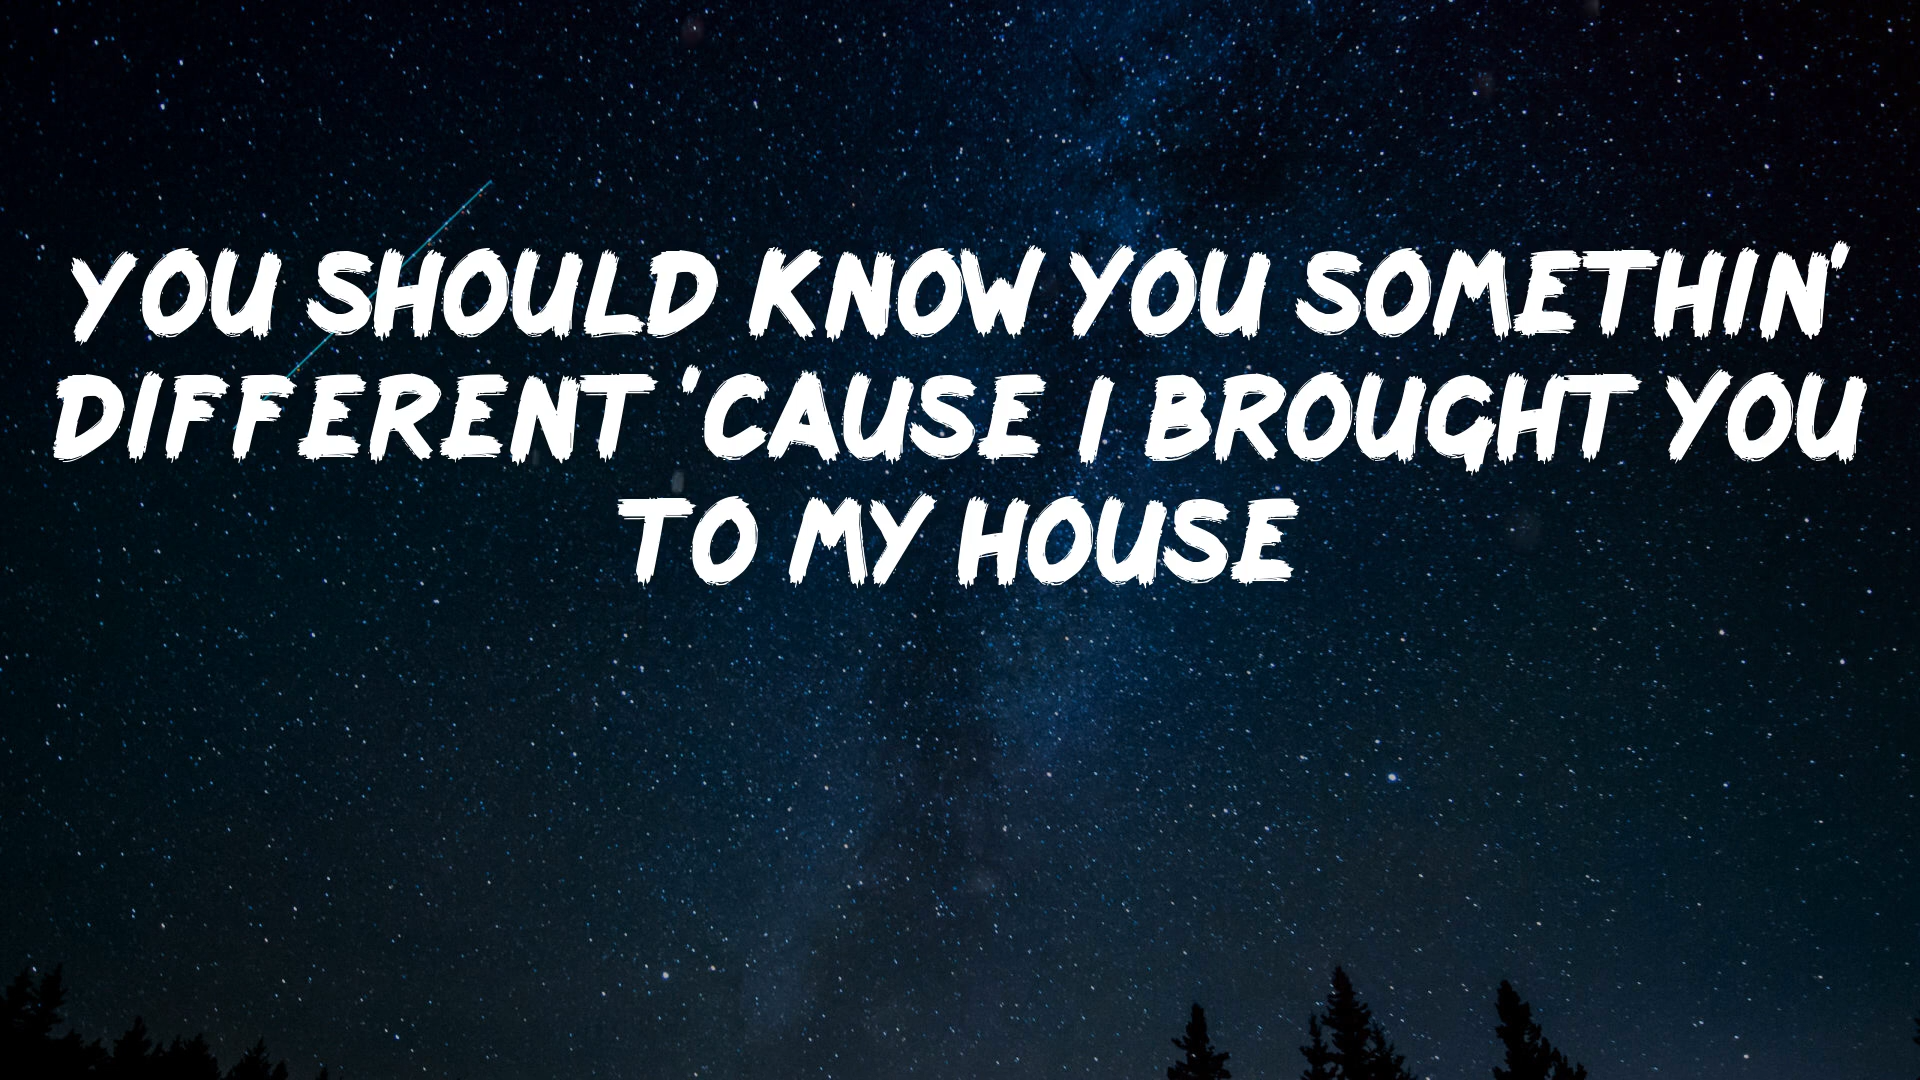 YOU SHOULD KNOW YOU SOMETHIN'
DIFFERENT 'CAUSE I BROUGHT YOU
TO MY HOUSE